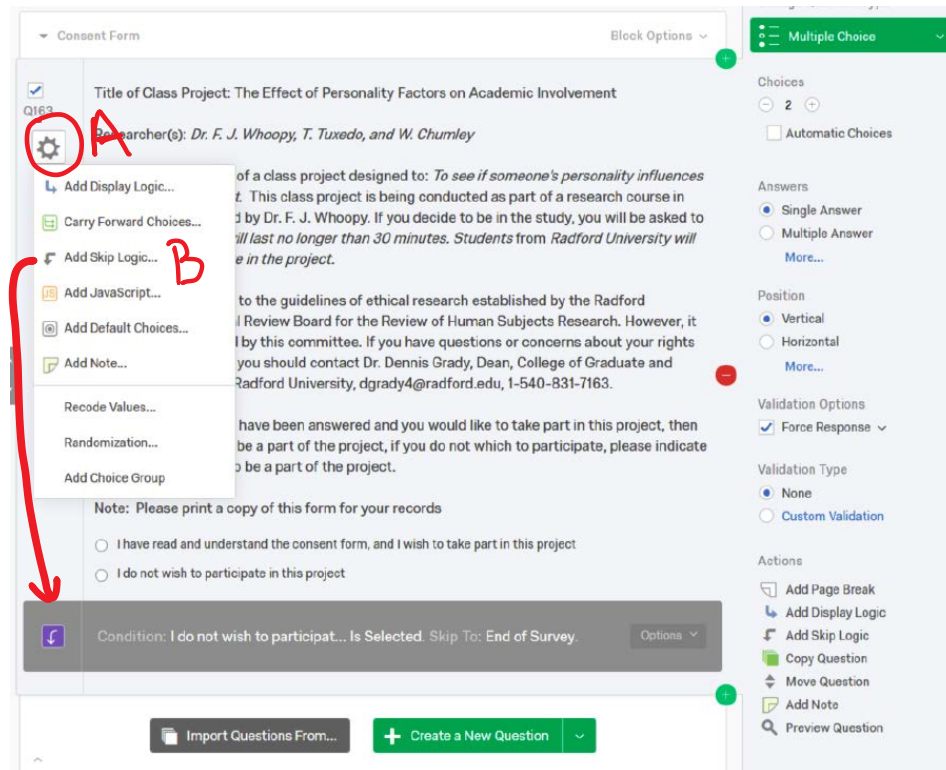 Consent Form
Block Options
Multiple Choice
Q163
Title of Class Project: The Effect of Personality Factors on Academic Involvement
A
Researcher(s): Dr. F. J. Whoopy, T. Tuxedo, and W. Chumley
of a class project designed to: To see if someone's personality influences
t. This class project is being conducted as part of a research course in
d by Dr. F. J. Whoopy. If you decide to be in the study, you will be asked to
ill last no longer than 30 minutes. Students from Radford University will
e in the project.
to the guidelines of ethical research established by the Radford
l Review Board for the Review of Human Subjects Research. However, it
l by this committee. If you have questions or concerns about your rights
you should contact Dr. Dennis Grady, Dean, College of Graduate and
Radford University, dgrady4@radford.edu, 1-540-831-7163.
have been answered and you would like to take part in this project, then
be a part of the project, if you do not which to participate, please indicate
o be a part of the project.
Note: Please print a copy of this form for your records
I have read and understand the consent form, and I wish to take part in this project
I do not wish to participate in this project
Add Display Logic...
Carry Forward Choices...
Add Skip Logic...
B
JS Add JavaScript...
Add Default Choices...
Add Note...
Recode Values...
Randomization...
Add Choice Group
Condition: I do not wish to participat... Is Selected. Skip To: End of Survey.
Options
Import Questions From...
Create a New Question
Choices
2
Automatic Choices
Answers
Single Answer
Multiple Answer
More...
Position
Vertical
Horizontal
More...
Validation Options
Force Response
Validation Type
None
Custom Validation
Actions
Add Page Break
Add Display Logic
Add Skip Logic
Copy Question
Move Question
Add Note
Preview Question